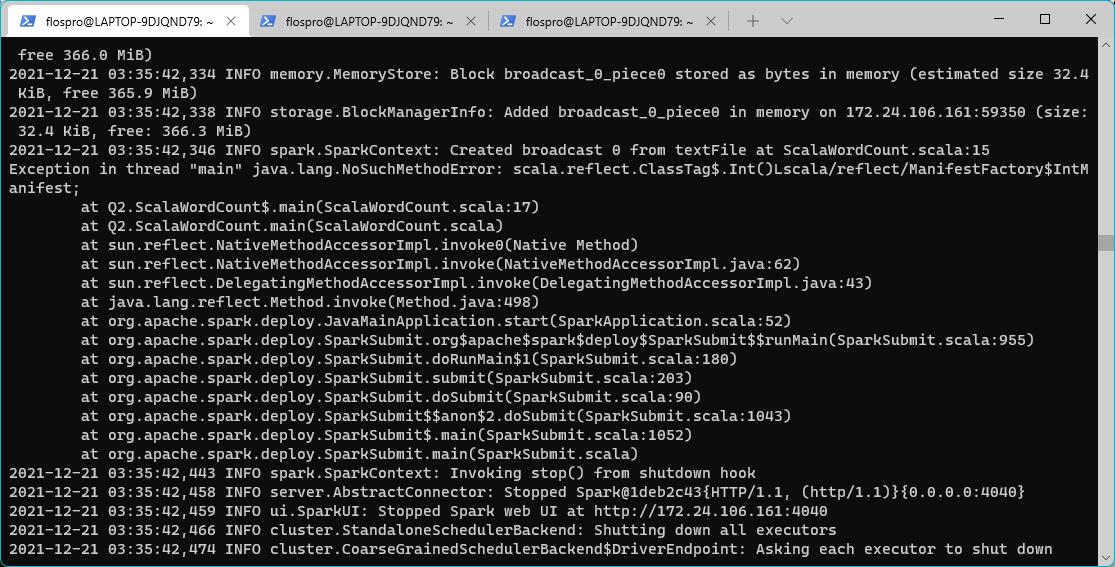 flospro@LAPTOP-9DJQND79: ~ flospro@LAPTOP-9DJQND79: ~ flospro@LAPTOP-9DJQND79: ~
 free 366.0 MiB)
2021-12-21 03:35:42,334 INFO memory.MemoryStore: Block broadcast_0_piece0 stored as bytes in memory (estimated size 32.4
 KiB, free 365.9 MiB)
2021-12-21 03:35:42,338 INFO storage.BlockManagerInfo: Added broadcast_0_piece0 in memory on 172.24.106.161:59350 (size:
 32.4 KiB, free: 366.3 MiB)
2021-12-21 03:35:42,346 INFO spark.SparkContext: Created broadcast 0 from textFile at ScalaWordCount.scala:15
Exception in thread "main" java.lang.NoSuchMethodError: scala.reflect.ClassTag$.Int()Lscala/reflect/ManifestFactory$IntM
anifest;
        at Q2.ScalaWordCount$.main(ScalaWordCount.scala:17)
        at Q2.ScalaWordCount.main(ScalaWordCount.scala)
        at sun.reflect.NativeMethodAccessorImpl.invoke0(Native Method)
        at sun.reflect.NativeMethodAccessorImpl.invoke(NativeMethodAccessorImpl.java:62)
        at sun.reflect.DelegatingMethodAccessorImpl.invoke(DelegatingMethodAccessorImpl.java:43)
        at java.lang.reflect.Method.invoke(Method.java:498)
        at org.apache.spark.deploy.JavaMainApplication.start(SparkApplication.scala:52)
        at org.apache.spark.deploy.SparkSubmit.org$apache$spark$deploy$SparkSubmit$$runMain(SparkSubmit.scala:955)
        at org.apache.spark.deploy.SparkSubmit.doRunMain$1(SparkSubmit.scala:180)
        at org.apache.spark.deploy.SparkSubmit.submit(SparkSubmit.scala:203)
        at org.apache.spark.deploy.SparkSubmit.doSubmit(SparkSubmit.scala:90)
        at org.apache.spark.deploy.SparkSubmit$$anon$2.doSubmit(SparkSubmit.scala:1043)
        at org.apache.spark.deploy.SparkSubmit$.main(SparkSubmit.scala:1052)
        at org.apache.spark.deploy.SparkSubmit.main(SparkSubmit.scala)
2021-12-21 03:35:42,443 INFO spark.SparkContext: Invoking stop() from shutdown hook
2021-12-21 03:35:42,458 INFO server.AbstractConnector: Stopped Spark@1deb2c43{HTTP/1.1, (http/1.1)}{0.0.0.0:4040}
2021-12-21 03:35:42,459 INFO ui.SparkUI: Stopped Spark web UI at http://172.24.106.161:4040
2021-12-21 03:35:42,466 INFO cluster.StandaloneSchedulerBackend: Shutting down all executors
2021-12-21 03:35:42,474 INFO cluster.CoarseGrainedSchedulerBackend$DriverEndpoint: Asking each executor to shut down